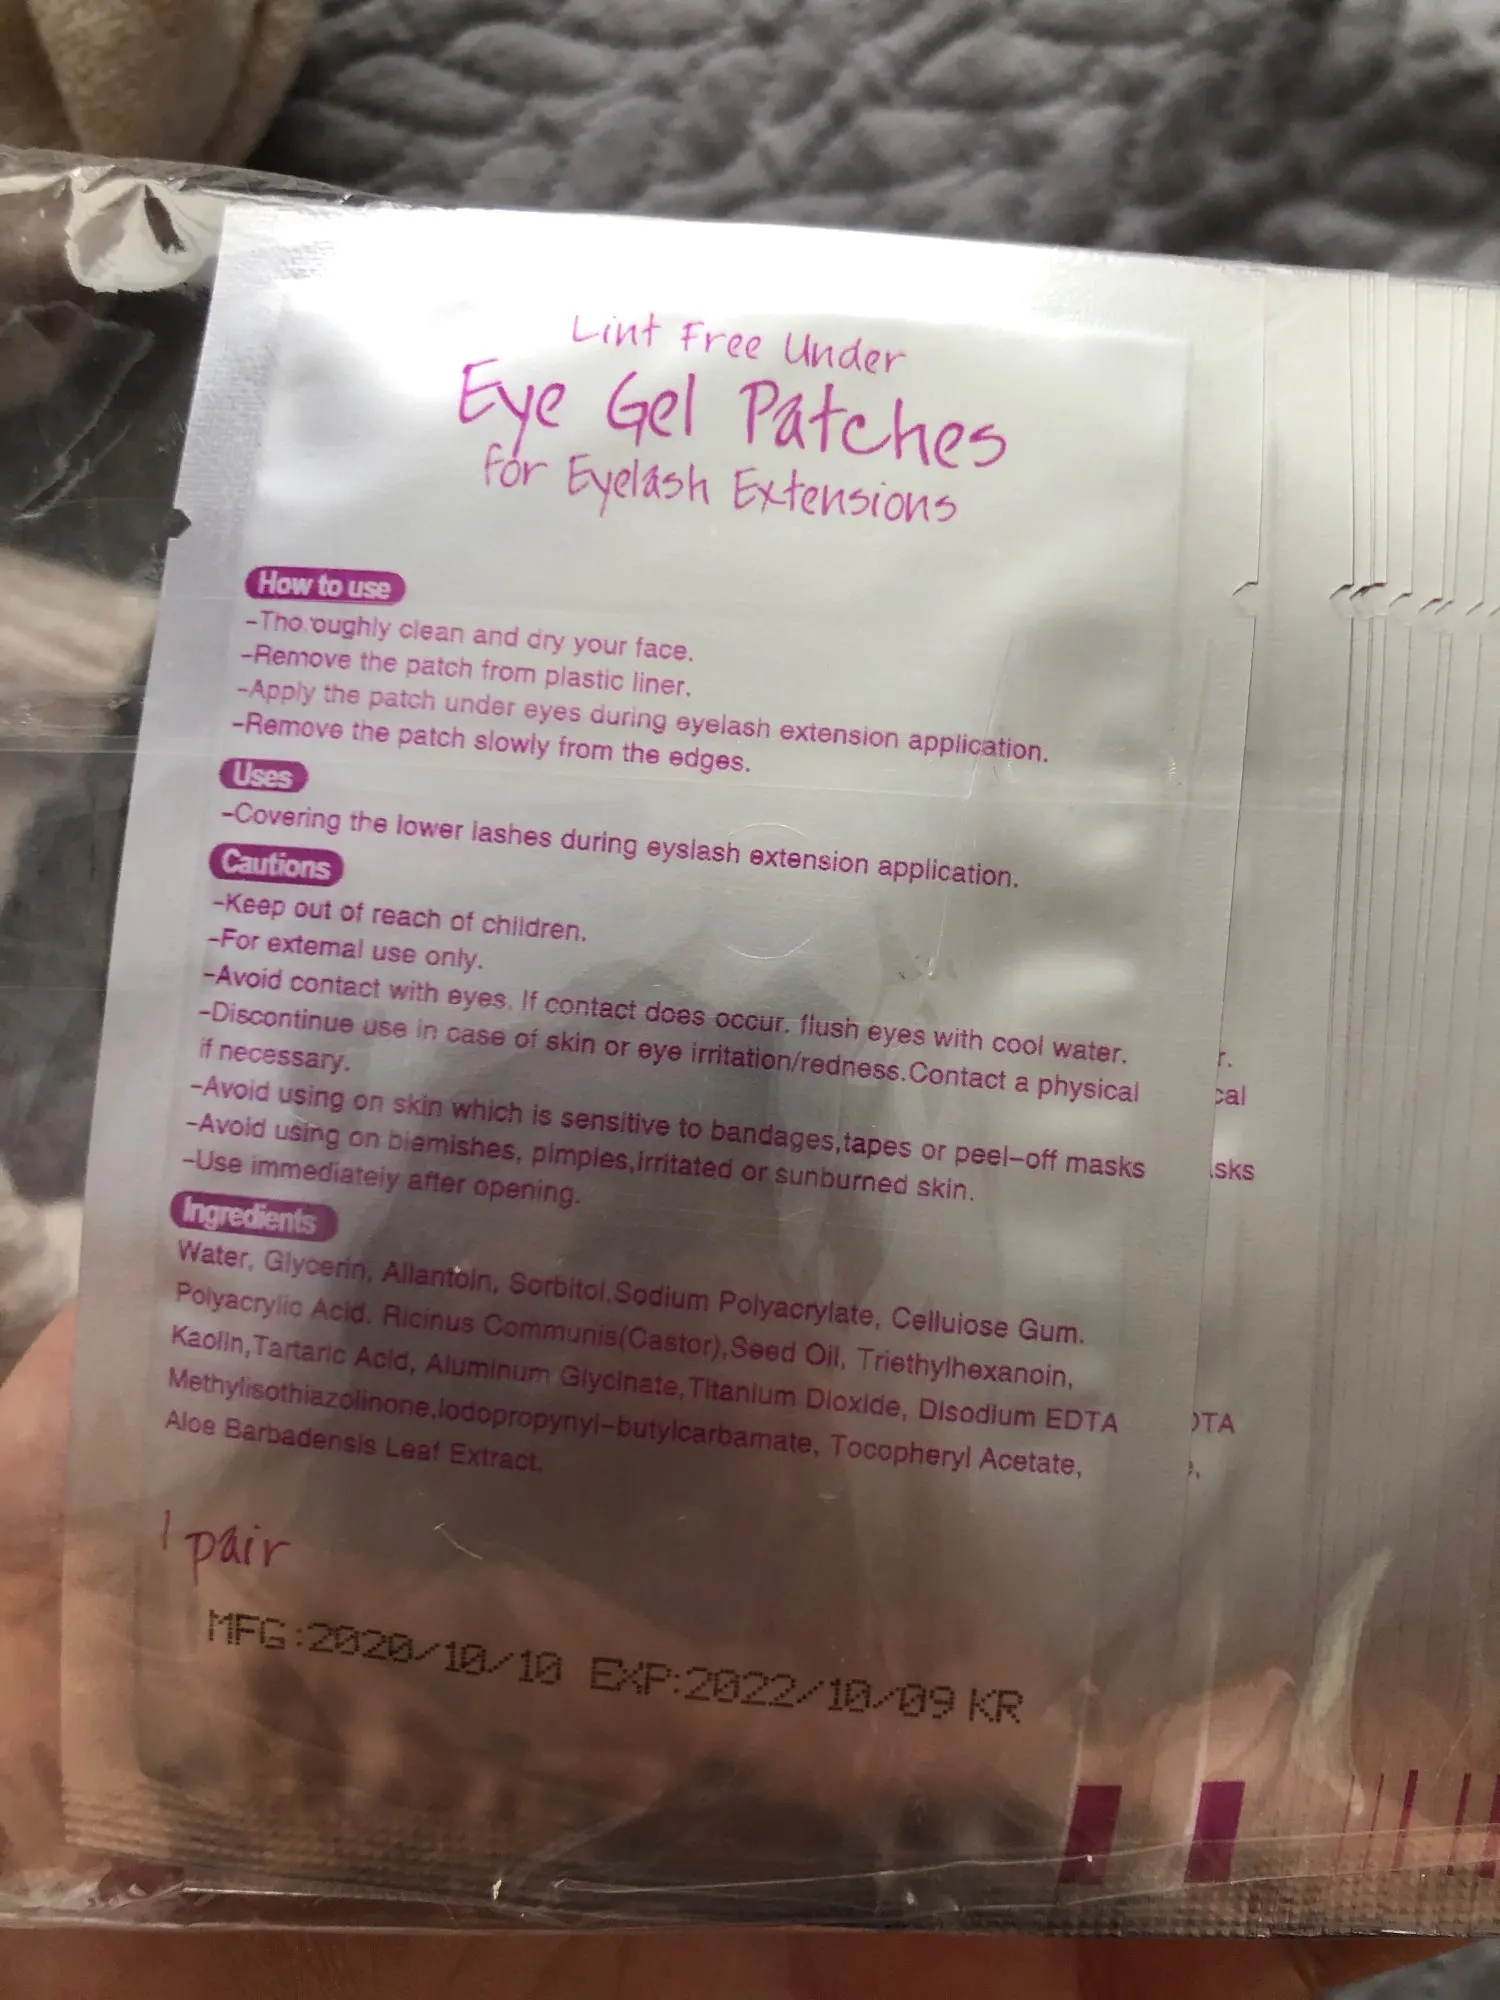 Lint Free Under
Eye Gel Patches
for Eyelash Extensions
How to use
-Thoroughly clean and dry your face.
-Remove the patch from plastic liner.
-Apply the patch under eyes during eyelash extension application.
-Remove the patch slowly from the edges.
Uses
-Covering the lower lashes during eyslash extension application.
Cautions
-Keep out of reach of children.
-For extemal use only.
-Avoid contact with eyes. If contact does occur. flush eyes with cool water.
-Discontinue use in case of skin or eye irritation/redness.Contact a physical
if necessary.
-Avoid using on skin which is sensitive to bandages,tapes or peel-off masks
-Avoid using on blemishes, pimples,irritated or sunburned skin.
-Use immediately after opening.
Ingredients
Water, Glycerin, Allantoin, Sorbitol,Sodium Polyacrylate, Cellulose Gum.
Polyacrylic Acid. Ricinus Communis(Castor),Seed Oil, Triethylhexanoin,
Kaolin,Tartaric Acid, Aluminum Glycinate,Titanium Dioxide, Disodium EDTA
Methylisothiazolinone,Iodopropynyl-butylcarbamate, Tocopheryl Acetate,
Aloe Barbadensis Leaf Extract.
1 pair
MFG:2020/10/10 EXP:2022/10/09 KR